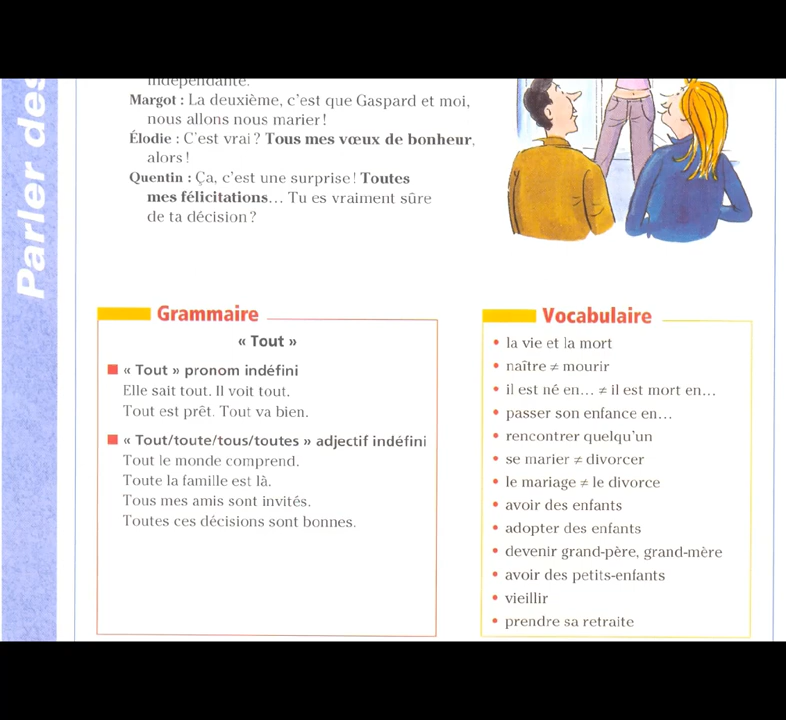 Parler des
indépendante.
Margot : La deuxième, c'est que Gaspard et moi,
nous allons nous marier !
Élodie : C'est vrai ? Tous mes vœux de bonheur,
alors !
Quentin : Ça, c'est une surprise ! Toutes
mes félicitations… Tu es vraiment sûre
de ta décision ?
Grammaire
« Tout »
■ « Tout » pronom indéfini
Elle sait tout. Il voit tout.
Tout est prêt. Tout va bien.
■ « Tout/toute/tous/toutes » adjectif indéfini
Tout le monde comprend.
Toute la famille est là.
Tous mes amis sont invités.
Toutes ces décisions sont bonnes.
Vocabulaire
• la vie et la mort
• naître ≠ mourir
• il est né en… ≠ il est mort en…
• passer son enfance en…
• rencontrer quelqu'un
• se marier ≠ divorcer
• le mariage ≠ le divorce
• avoir des enfants
• adopter des enfants
• devenir grand-père, grand-mère
• avoir des petits-enfants
• vieillir
• prendre sa retraite